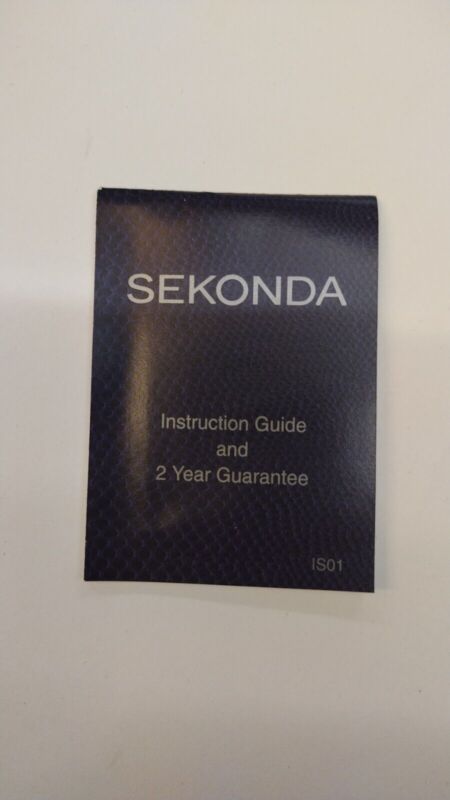 SEKONDA
Instruction Guide
and
2 Year Guarantee
IS01